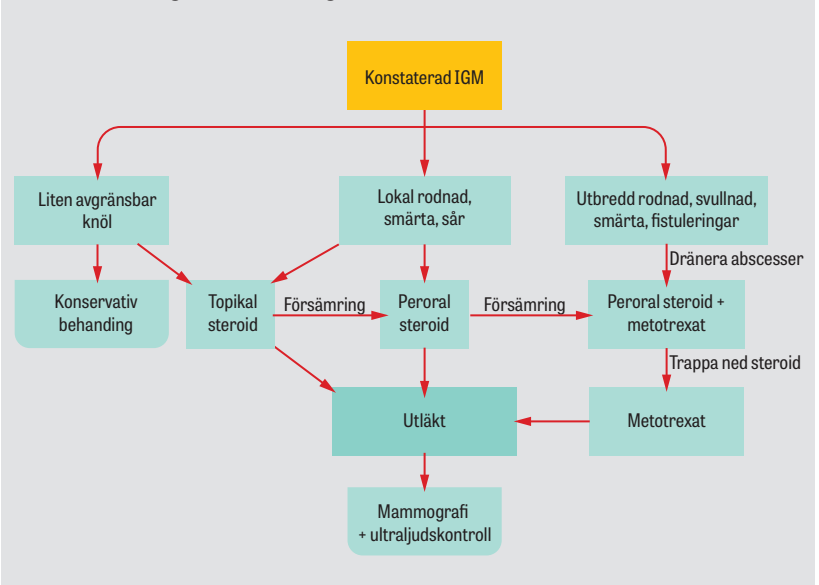 Konstaterad IGM
Liten avgränsbar
knöl
Lokal rodnad,
smärta, sår
Utbredd rodnad, svullnad,
smärta, fistuleringar
Dränera abscesser
Konservativ
behanding
Topikal
steroid
Försämring
Peroral
steroid
Försämring
Peroral steroid +
metotrexat
Trappa ned steroid
Utläkt
Metotrexat
Mammografi
+ ultraljudskontroll